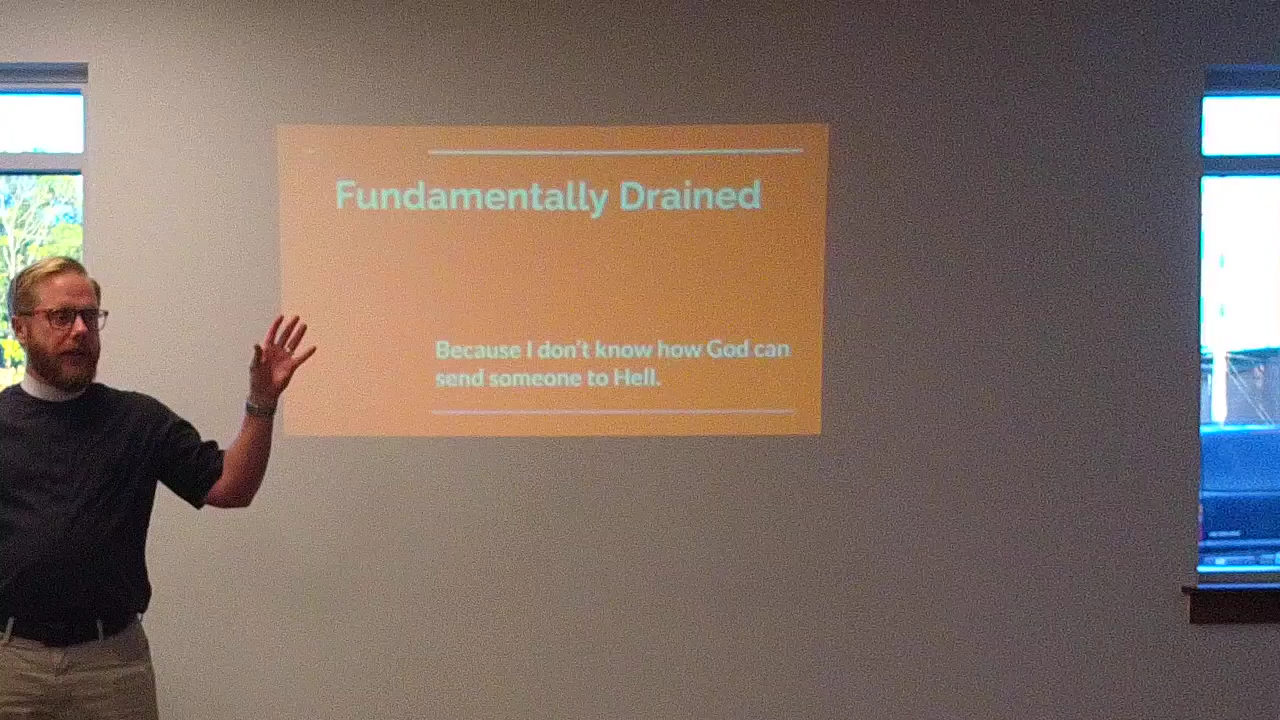 Fundamentally Drained
Because I don't know how God can
send someone to Hell.